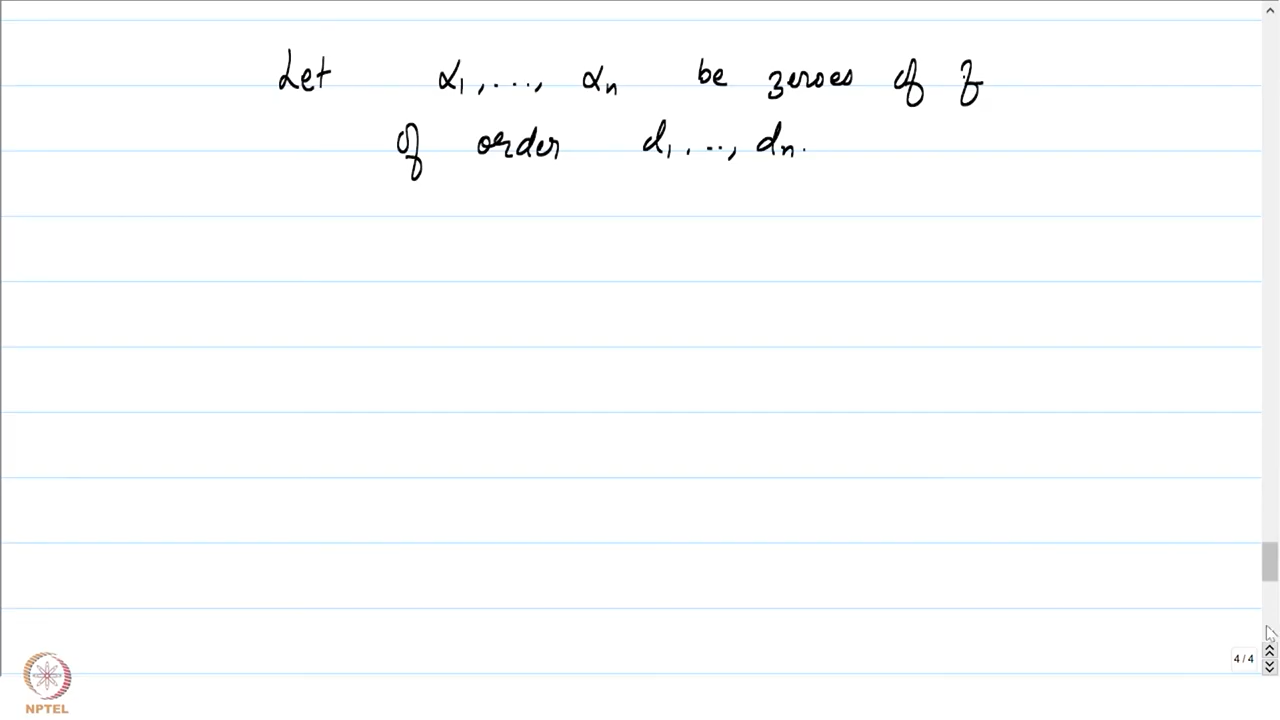 Let α₁, ..., αₙ be zeroes of f
of order d₁, ..., dₙ.
4 / 4
NPTEL